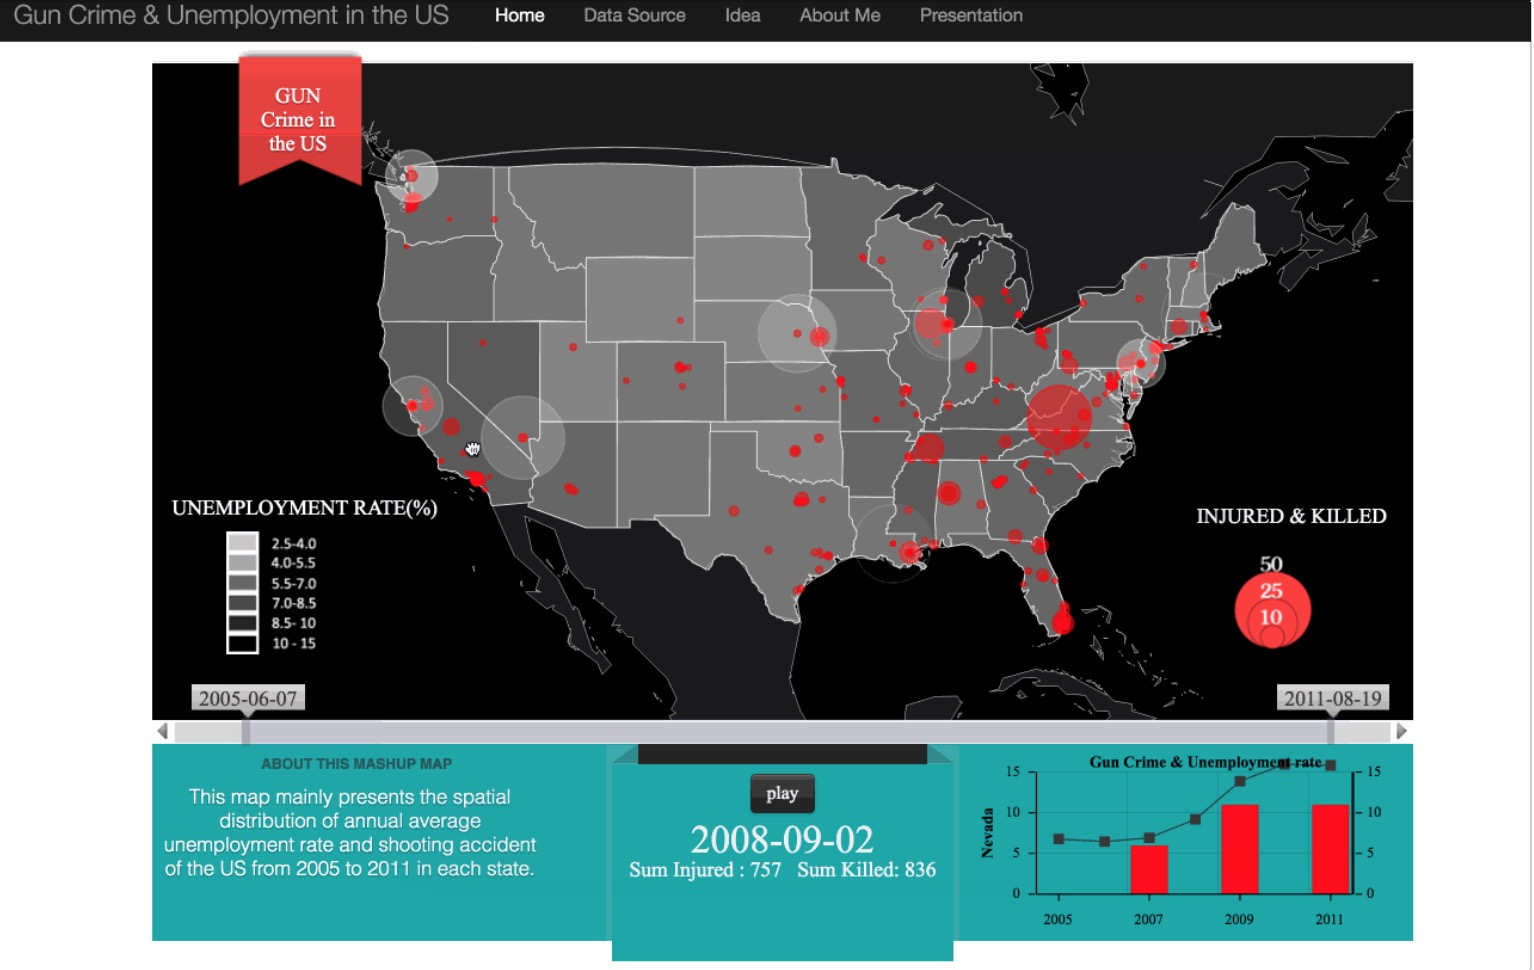 Gun Crime & Unemployment in the US
Home
Data Source
Idea
About Me
Presentation
GUN
Crime in
the US
UNEMPLOYMENT RATE(%)
2.5-4.0
4.0-5.5
5.5-7.0
7.0-8.5
8.5- 10
10 - 15
INJURED & KILLED
50
25
10
2005-06-07
2011-08-19
ABOUT THIS MASHUP MAP
This map mainly presents the spatial
distribution of annual average
unemployment rate and shooting accident
of the US from 2005 to 2011 in each state.
play
2008-09-02
Sum Injured : 757 Sum Killed: 836
Gun Crime & Unemployment rate
15
10
5
0
Nevada
15
10
5
0
2005
2007
2009
2011